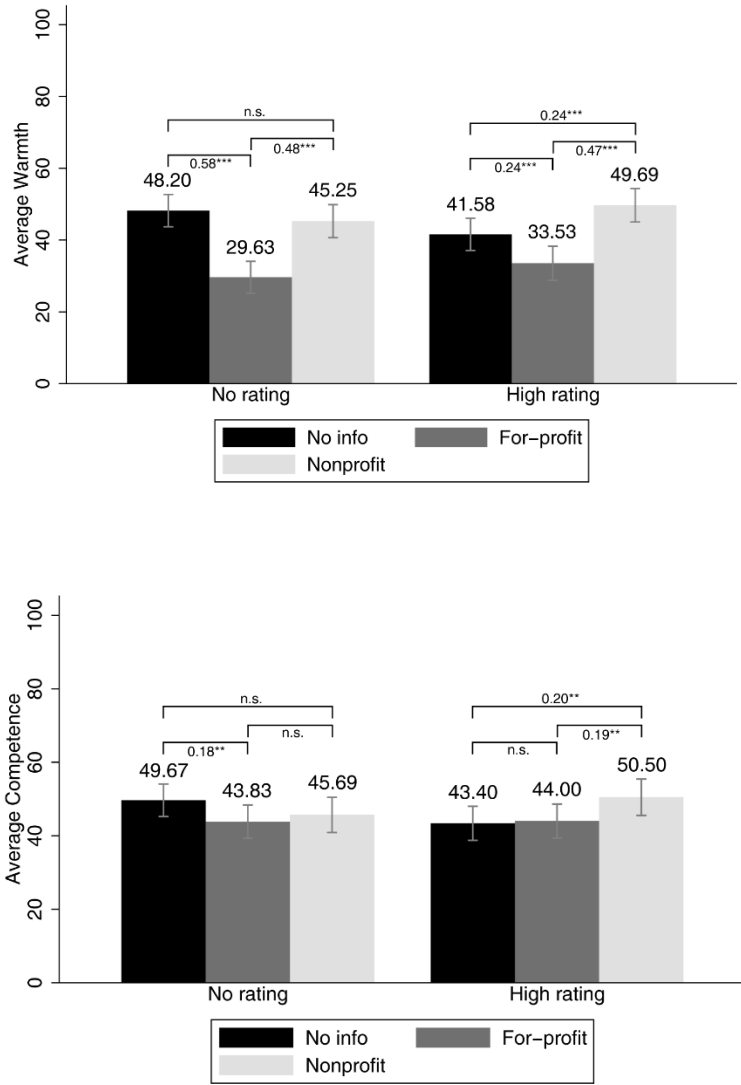 100
80
60
40
20
0
Average Warmth
n.s.
0.58***
0.48***
48.20
29.63
45.25
0.24***
0.24***
0.47***
41.58
33.53
49.69
No rating
High rating
No info
For-profit
Nonprofit
100
80
60
40
20
0
Average Competence
n.s.
0.18**
n.s.
49.67
43.83
45.69
0.20**
n.s.
0.19**
43.40
44.00
50.50
No rating
High rating
No info
For-profit
Nonprofit